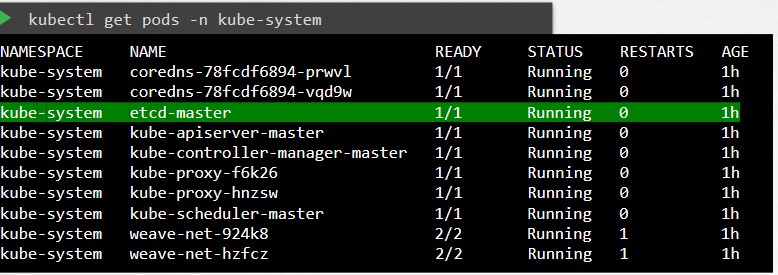 kubectl get pods -n kube-system
NAMESPACE NAME READY STATUS RESTARTS AGE
kube-system coredns-78fcdf6894-prwvl 1/1 Running 0 1h
kube-system coredns-78fcdf6894-vqd9w 1/1 Running 0 1h
kube-system etcd-master 1/1 Running 0 1h
kube-system kube-apiserver-master 1/1 Running 0 1h
kube-system kube-controller-manager-master 1/1 Running 0 1h
kube-system kube-proxy-f6k26 1/1 Running 0 1h
kube-system kube-proxy-hnzsw 1/1 Running 0 1h
kube-system kube-scheduler-master 1/1 Running 0 1h
kube-system weave-net-924k8 2/2 Running 1 1h
kube-system weave-net-hzfcz 2/2 Running 1 1h